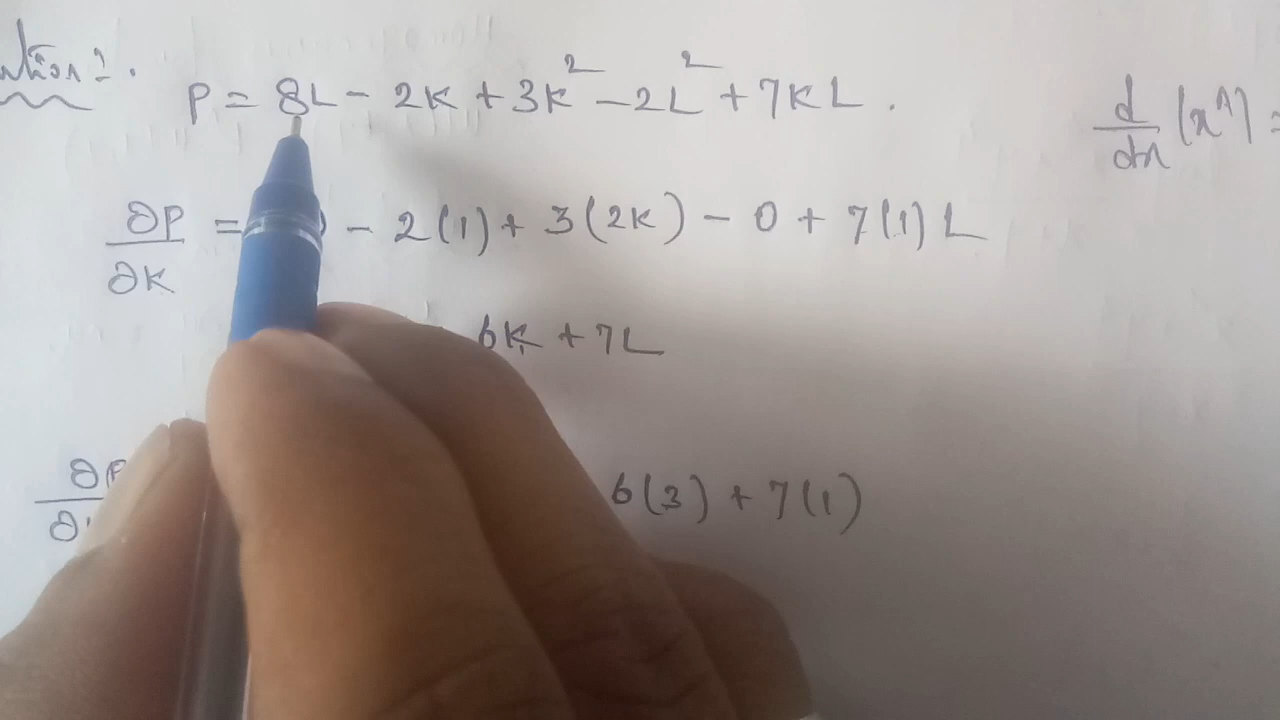 P = 8L - 2K + 3K² - 2L² + 7KL .
d/dx (xⁿ) =
∂P/∂K = - 2(1) + 3(2K) - 0 + 7(1)L
6K + 7L
6(3) + 7(1)